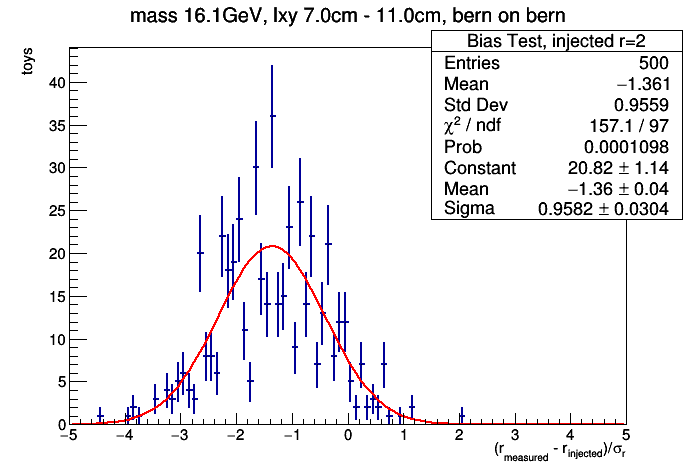 mass 16.1GeV, lxy 7.0cm - 11.0cm, bern on bern
toys
Bias Test, injected r=2
Entries 500
Mean −1.361
Std Dev 0.9559
χ² / ndf 157.1 / 97
Prob 0.0001098
Constant 20.82 ± 1.14
Mean −1.36 ± 0.04
Sigma 0.9582 ± 0.0304
40
35
30
25
20
15
10
5
0
−5 −4 −3 −2 −1 0 1 2 3 4 5
(r_measured - r_injected)/σ_r